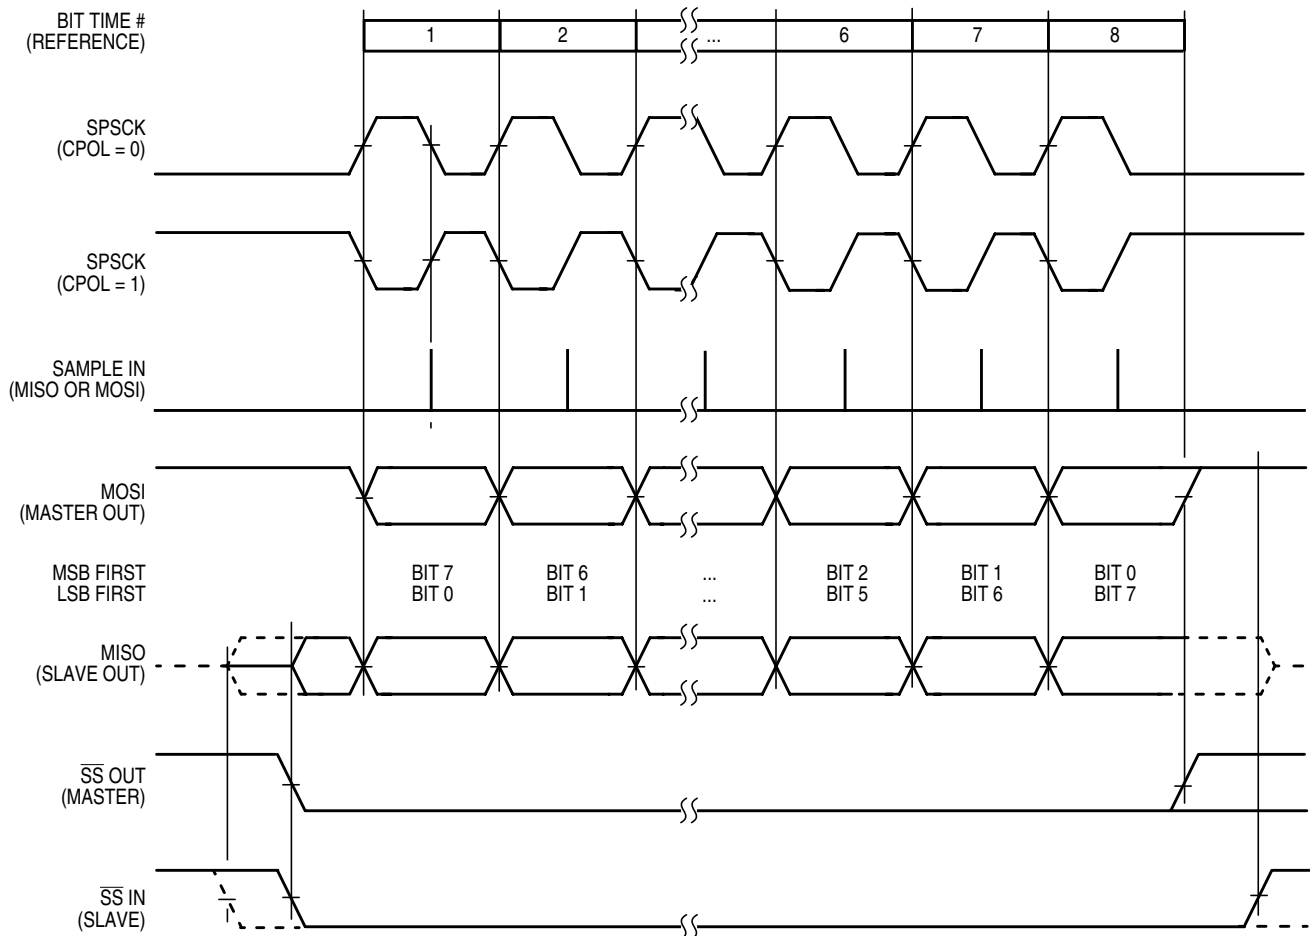 BIT TIME #
(REFERENCE)
1 2 ... 6 7 8
SPSCK
(CPOL = 0)
SPSCK
(CPOL = 1)
SAMPLE IN
(MISO OR MOSI)
MOSI
(MASTER OUT)
MSB FIRST BIT 7 BIT 6 ... BIT 2 BIT 1 BIT 0
LSB FIRST BIT 0 BIT 1 ... BIT 5 BIT 6 BIT 7
MISO
(SLAVE OUT)
S̅S̅ OUT
(MASTER)
S̅S̅ IN
(SLAVE)